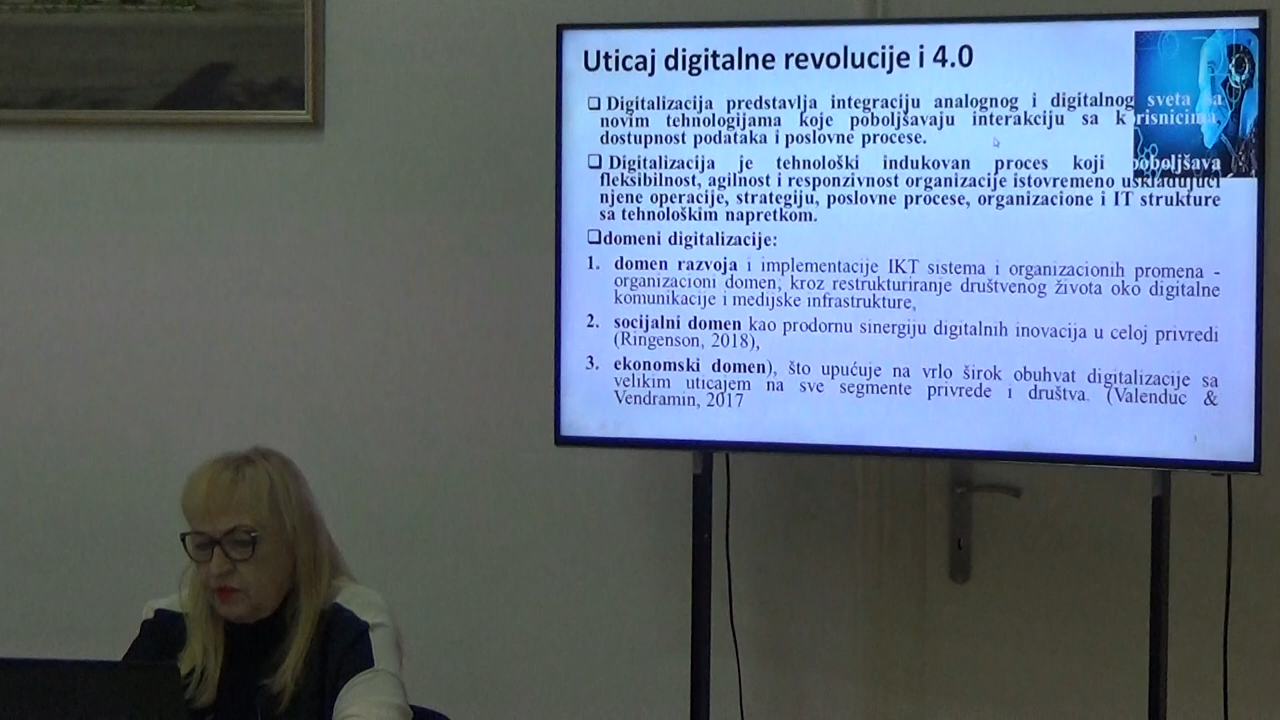 Uticaj digitalne revolucije i 4.0
❑ Digitalizacija predstavlja integraciju analognog i digitalnog sveta sa
novim tehnologijama koje poboljšavaju interakciju sa korisnicima,
dostupnost podataka i poslovne procese.
❑ Digitalizacija je tehnološki indukovan proces koji poboljšava
fleksibilnost, agilnost i responzivnost organizacije istovremeno usklađujući
njene operacije, strategiju, poslovne procese, organizacione i IT strukture
sa tehnološkim napretkom.
❑domeni digitalizacije:
1. domen razvoja i implementacije IKT sistema i organizacionih promena -
organizacioni domen, kroz restrukturiranje društvenog života oko digitalne
komunikacije i medijske infrastrukture,
2. socijalni domen kao prodornu sinergiju digitalnih inovacija u celoj privredi
(Ringenson, 2018),
3. ekonomski domen), što upućuje na vrlo širok obuhvat digitalizacije sa
velikim uticajem na sve segmente privrede i društva. (Valenduc &
Vendramin, 2017